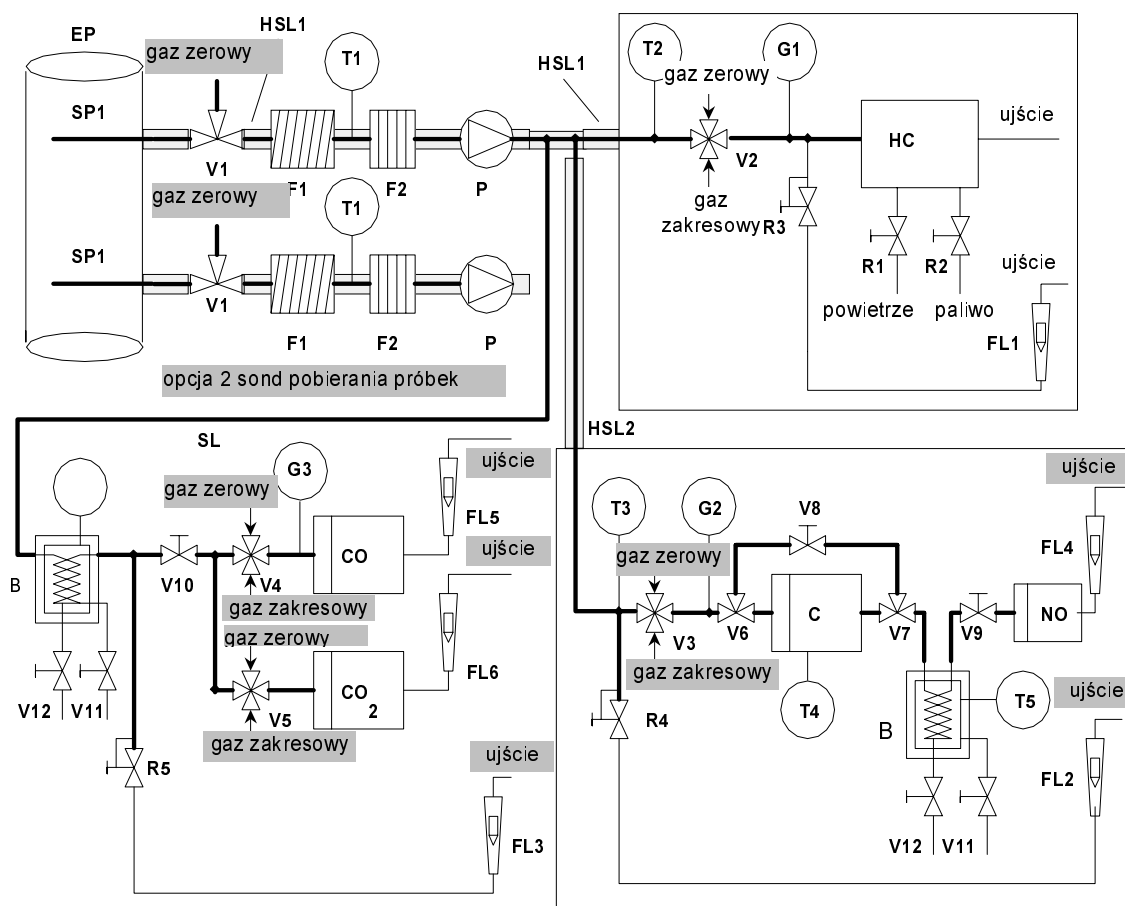 EP
HSL1
gaz zerowy
T1
SP1
V1
F1
F2
P
HSL1
T2
gaz zerowy
G1
V2
gaz
zakresowy
R3
HC
ujście
R1
R2
powietrze
paliwo
ujście
FL1
gaz zerowy
T1
SP1
V1
F1
F2
P
opcja 2 sond pobierania próbek
HSL2
SL
gaz zerowy
G3
ujście
FL5
CO
B
V10
V4
gaz zakresowy
gaz zerowy
ujście
FL6
CO
2
V5
gaz zakresowy
V12
V11
R5
ujście
FL3
T3
G2
V8
ujście
FL4
gaz zerowy
V3
V6
C
V7
V9
NO
gaz zakresowy
R4
T4
B
T5
ujście
FL2
V12
V11